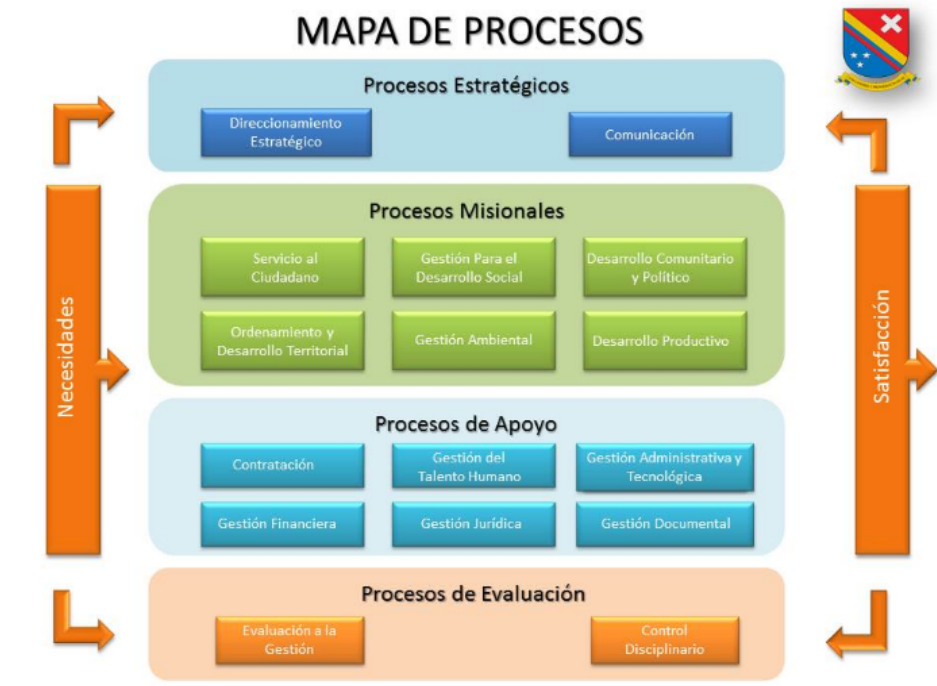 MAPA DE PROCESOS
Procesos Estratégicos
Direccionamiento
Estratégico
Comunicación
Procesos Misionales
Servicio al
Ciudadano
Gestión Para el
Desarrollo Social
Desarrollo Comunitario
y Político
Ordenamiento y
Desarrollo Territorial
Gestión Ambiental
Desarrollo Productivo
Procesos de Apoyo
Contratación
Gestión del
Talento Humano
Gestión Administrativa y
Tecnológica
Gestión Financiera
Gestión Jurídica
Gestión Documental
Procesos de Evaluación
Evaluación a la
Gestión
Control
Disciplinario
Necesidades
Satisfacción